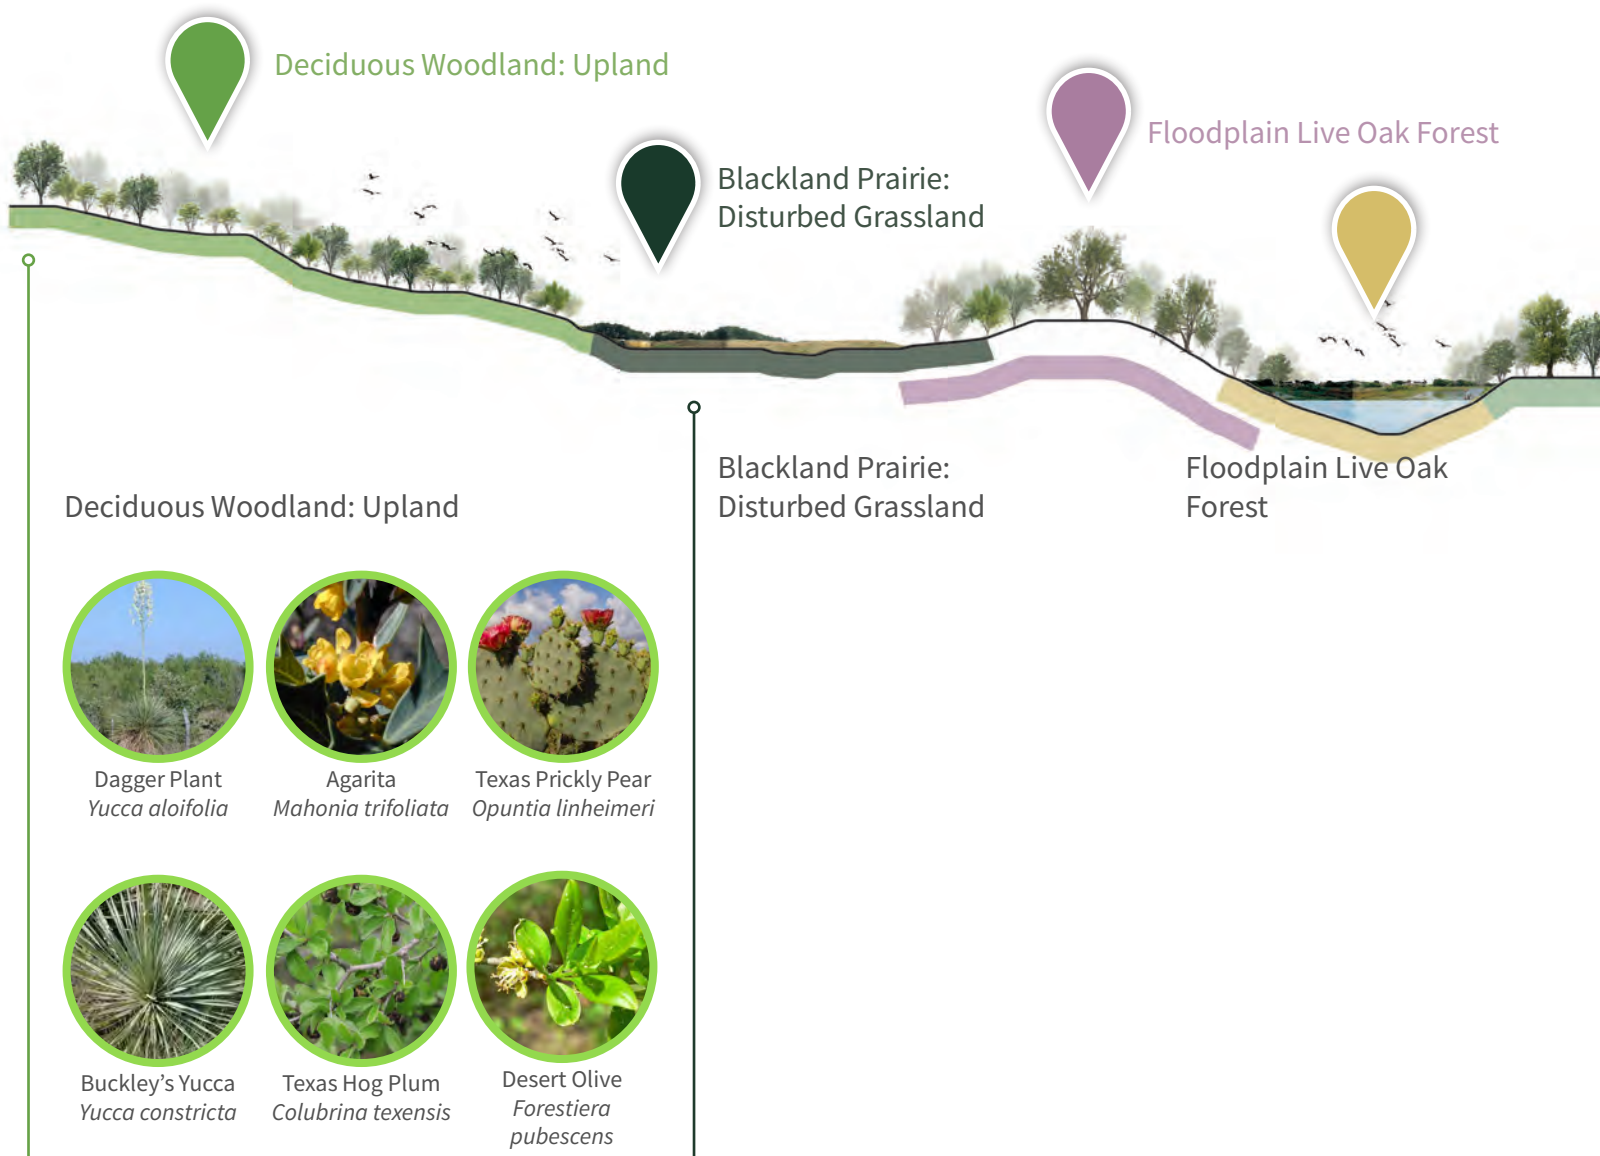 Deciduous Woodland: Upland
Floodplain Live Oak Forest
Blackland Prairie:
Disturbed Grassland
Blackland Prairie:
Disturbed Grassland
Floodplain Live Oak
Forest
Deciduous Woodland: Upland
Dagger Plant
Yucca aloifolia
Agarita
Mahonia trifoliata
Texas Prickly Pear
Opuntia linheimeri
Buckley’s Yucca
Yucca constricta
Texas Hog Plum
Colubrina texensis
Desert Olive
Forestiera
pubescens